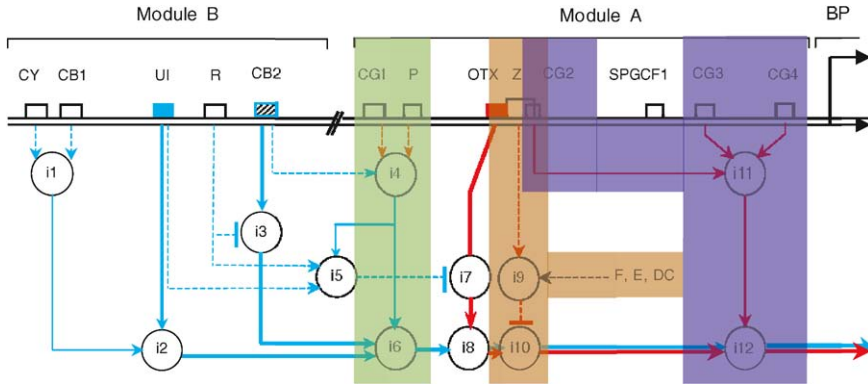 Module B Module A BP
CY CB1 UI R CB2 CG1 P OTX Z CG2 SPGCF1 CG3 CG4
i1 i4 i11
i3
i5 i7 i9 F, E, DC
i2 i6 i8 i10 i12